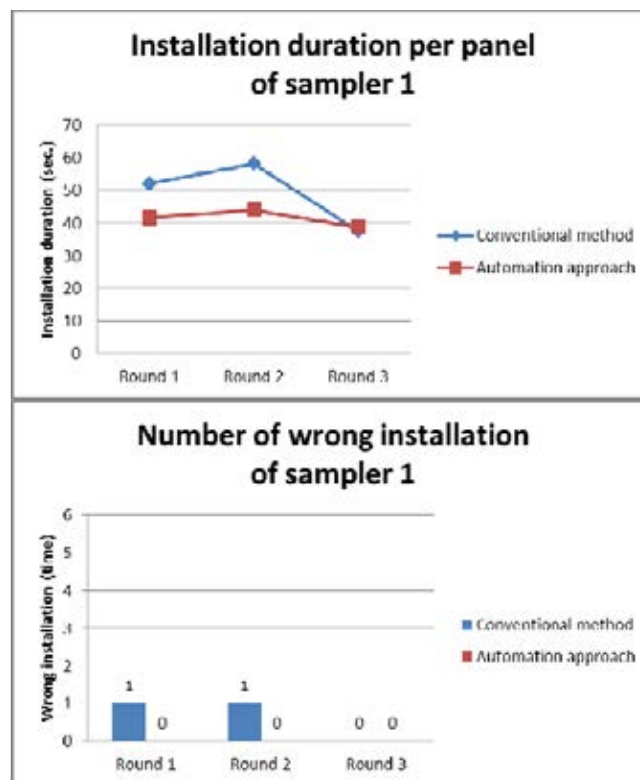 Installation duration per panel
of sampler 1
Installation duration (sec.)
70
60
50
40
30
20
10
0
Round 1 Round 2 Round 3
Conventional method
Automation approach
Number of wrong installation
of sampler 1
Wrong installation (time)
6
5
4
3
2
1
0
1 0 1 0 0 0
Round 1 Round 2 Round 3
Conventional method
Automation approach